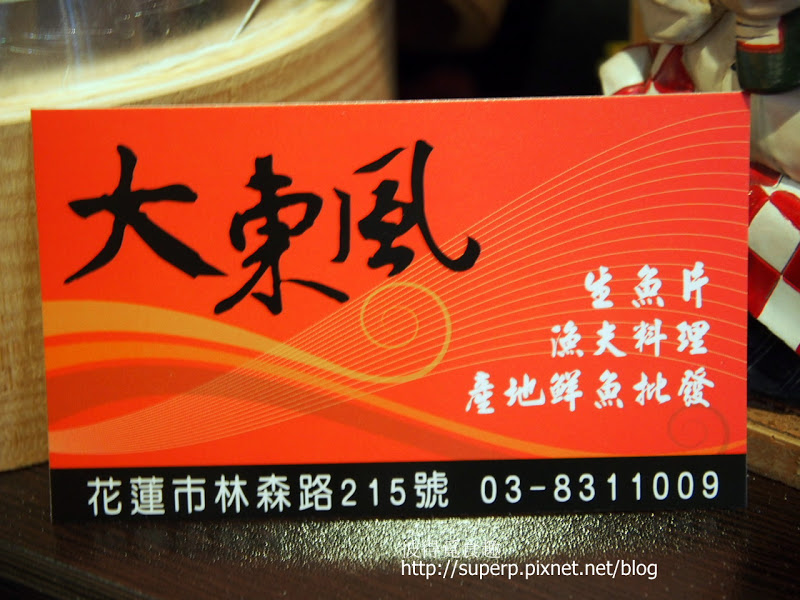 大東風
生魚片
漁夫料理
產地鮮魚批發
花蓮市林森路215號 03-8311009
http://superp.pixnet.net/blog